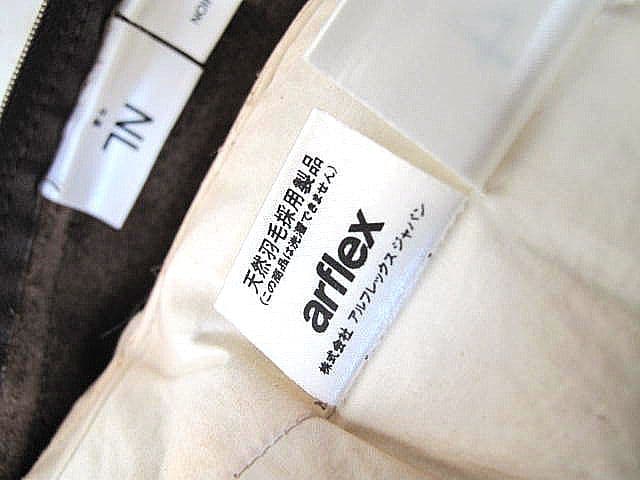 天然羽毛採用製品
(この商品は洗濯できません)
arflex
株式会社 アルフレックス ジャパン
NL